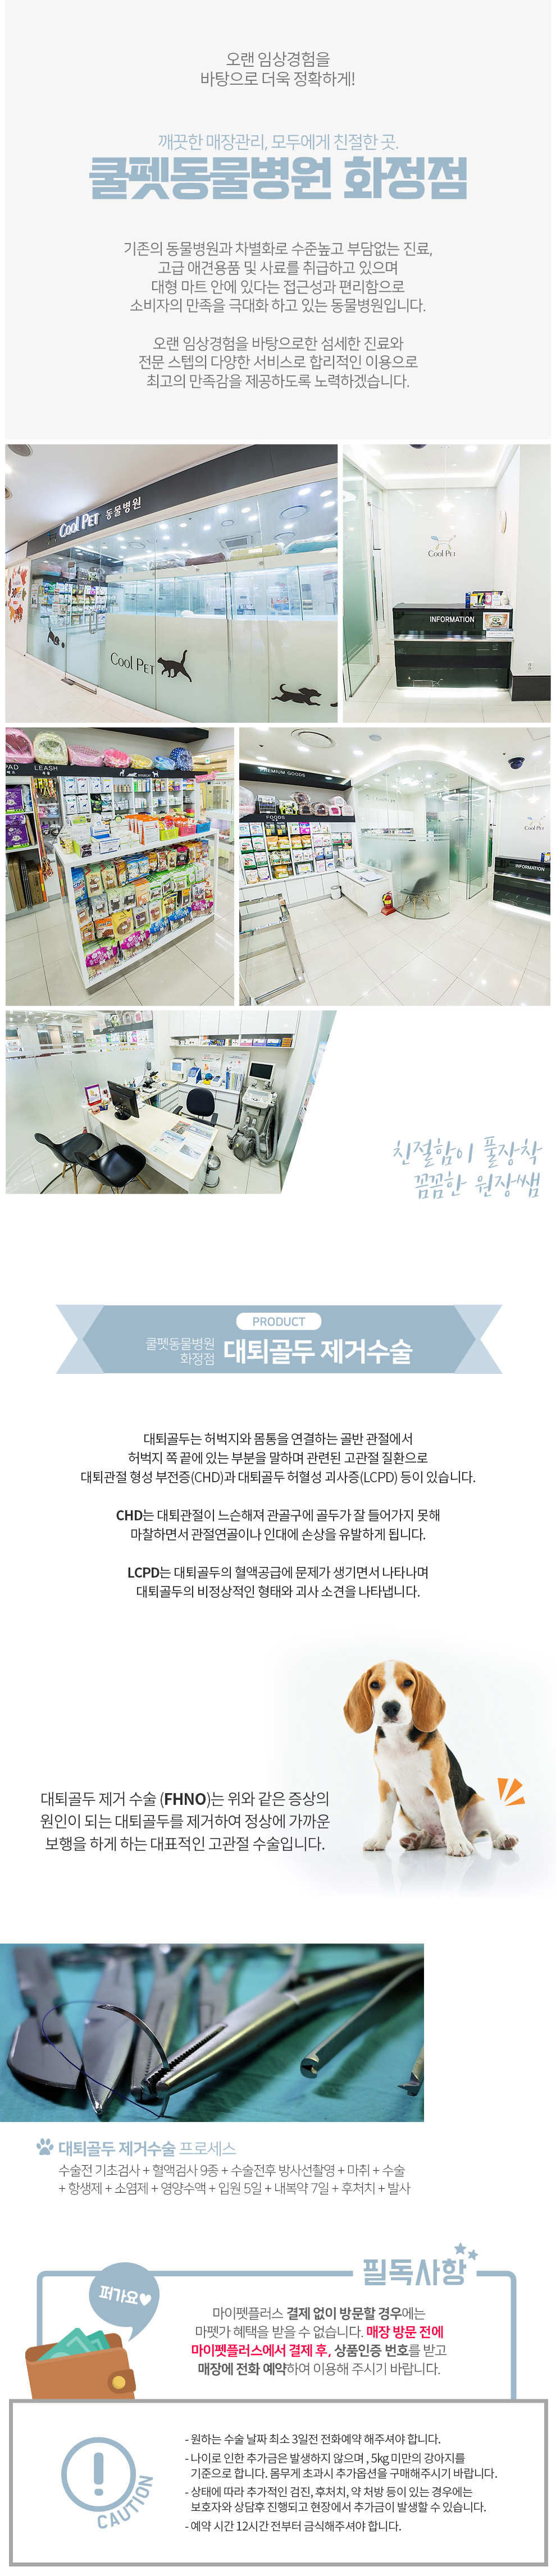 오랜 임상경험을
바탕으로 더욱 정확하게!
깨끗한 매장관리, 모두에게 친절한 곳.
쿨펫동물병원 화정점
기존의 동물병원과 차별화로 수준높고 부담없는 진료,
고급 애견용품 및 사료를 취급하고 있으며
대형 마트 안에 있다는 접근성과 편리함으로
소비자의 만족을 극대화 하고 있는 동물병원입니다.
오랜 임상경험을 바탕으로한 섬세한 진료와
전문 스텝의 다양한 서비스로 합리적인 이용으로
최고의 만족감을 제공하도록 노력하겠습니다.
Cool PET 동물병원
Cool PET
Cool PET
INFORMATION
PAD LEASH
PREMIUM GOODS
FOODS
Cool PET
INFORMATION
친절함이 풀장착
꼼꼼한 원장쌤
PRODUCT
쿨펫동물병원
화정점
대퇴골두 제거수술
대퇴골두는 허벅지와 몸통을 연결하는 골반 관절에서
허벅지 쪽 끝에 있는 부분을 말하며 관련된 고관절 질환으로
대퇴관절 형성 부전증(CHD)과 대퇴골두 허혈성 괴사증(LCPD) 등이 있습니다.
CHD는 대퇴관절이 느슨해져 관골구에 골두가 잘 들어가지 못해
마찰하면서 관절연골이나 인대에 손상을 유발하게 됩니다.
LCPD는 대퇴골두의 혈액공급에 문제가 생기면서 나타나며
대퇴골두의 비정상적인 형태와 괴사 소견을 나타냅니다.
대퇴골두 제거 수술 (FHNO)는 위와 같은 증상의
원인이 되는 대퇴골두를 제거하여 정상에 가까운
보행을 하게 하는 대표적인 고관절 수술입니다.
대퇴골두 제거수술 프로세스
수술전 기초검사 + 혈액검사 9종 + 수술전후 방사선촬영 + 마취 + 수술
+ 항생제 + 소염제 + 영양수액 + 입원 5일 + 내복약 7일 + 후처치 + 발사
필독사항
퍼가요♥
마이펫플러스 결제 없이 방문할 경우에는
마펫가 혜택을 받을 수 없습니다. 매장 방문 전에
마이펫플러스에서 결제 후, 상품인증 번호를 받고
매장에 전화 예약하여 이용해 주시기 바랍니다.
CAUTION
- 원하는 수술 날짜 최소 3일전 전화예약 해주셔야 합니다.
- 나이로 인한 추가금은 발생하지 않으며 , 5kg 미만의 강아지를
기준으로 합니다. 몸무게 초과시 추가옵션을 구매해주시기 바랍니다.
- 상태에 따라 추가적인 검진, 후처치, 약 처방 등이 있는 경우에는
보호자와 상담후 진행되고 현장에서 추가금이 발생할 수 있습니다.
- 예약 시간 12시간 전부터 금식해주셔야 합니다.